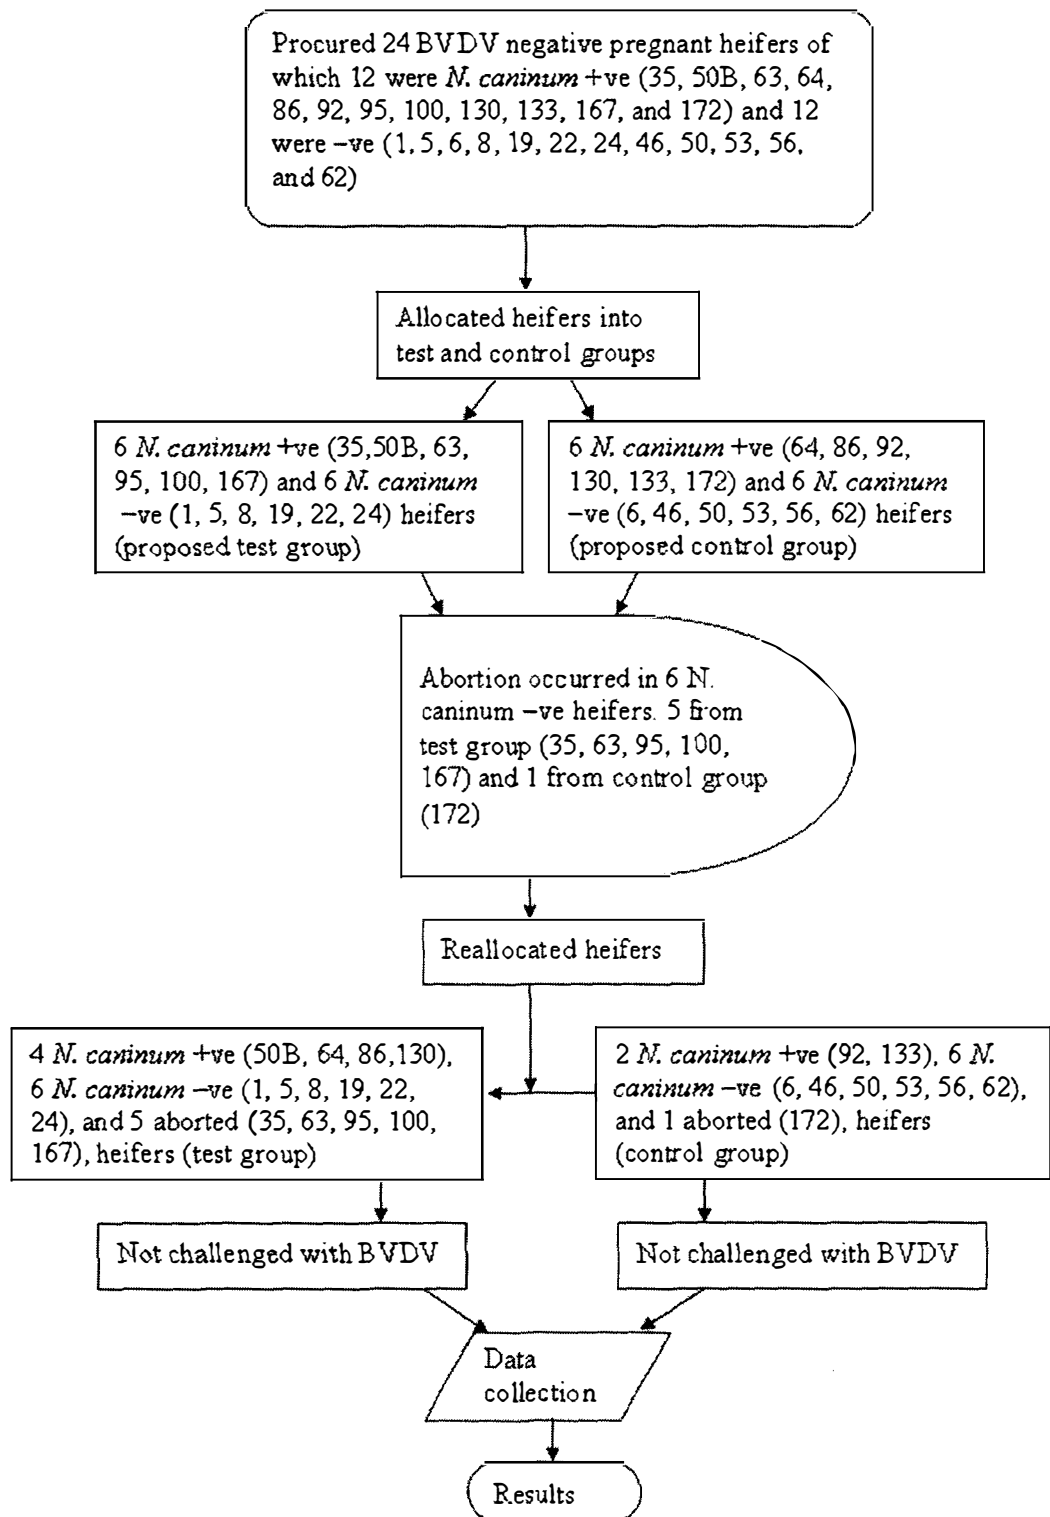 Procured 24 BVDV negative pregnant heifers of
which 12 were N. caninum +ve (35, 50B, 63, 64,
86, 92, 95, 100, 130, 133, 167, and 172) and 12
were –ve (1, 5, 6, 8, 19, 22, 24, 46, 50, 53, 56,
and 62)
Allocated heifers into
test and control groups
6 N. caninum +ve (35,50B, 63,
95, 100, 167) and 6 N. caninum
–ve (1, 5, 8, 19, 22, 24) heifers
(proposed test group)
6 N. caninum +ve (64, 86, 92,
130, 133, 172) and 6 N. caninum
–ve (6, 46, 50, 53, 56, 62) heifers
(proposed control group)
Abortion occurred in 6 N.
caninum –ve heifers. 5 from
test group (35, 63, 95, 100,
167) and 1 from control group
(172)
Reallocated heifers
4 N. caninum +ve (50B, 64, 86,130),
6 N. caninum –ve (1, 5, 8, 19, 22,
24), and 5 aborted (35, 63, 95, 100,
167), heifers (test group)
2 N. caninum +ve (92, 133), 6 N.
caninum –ve (6, 46, 50, 53, 56, 62),
and 1 aborted (172), heifers
(control group)
Not challenged with BVDV
Not challenged with BVDV
Data
collection
Results